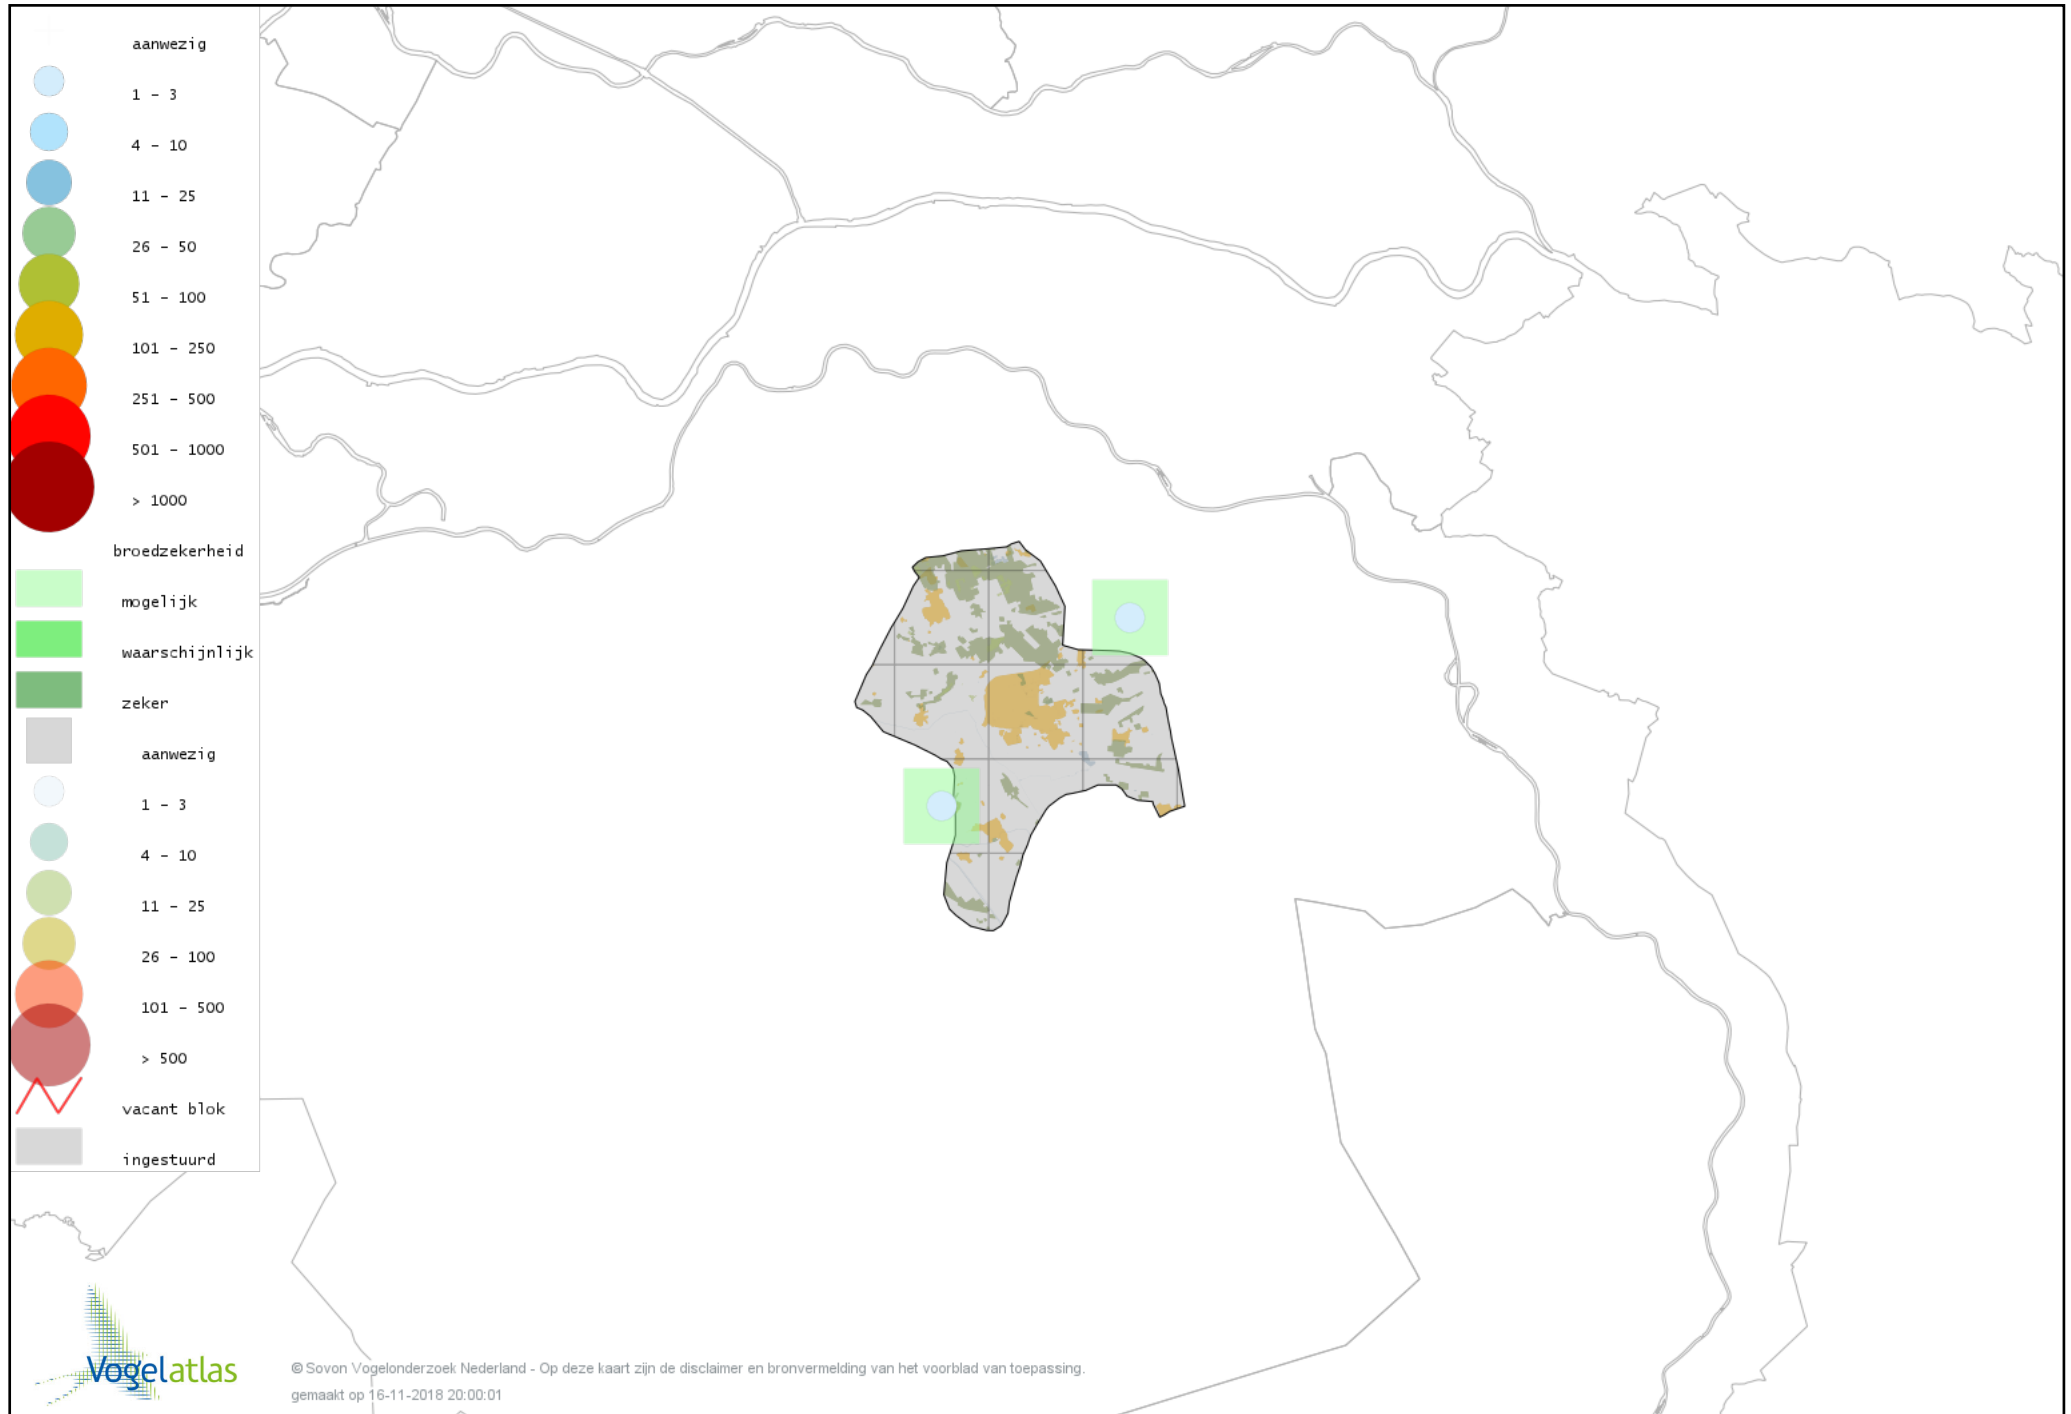 aanwezig
1 - 3
4 - 10
11 - 25
26 - 50
51 - 100
101 - 250
251 - 500
501 - 1000
> 1000
broedzekerheid
mogelijk
waarschijnlijk
zeker
aanwezig
1 - 3
4 - 10
11 - 25
26 - 100
101 - 500
> 500
vacant blok
ingestuurd
Vogelatlas
© Sovon Vogelonderzoek Nederland - Op deze kaart zijn de disclaimer en bronvermelding van het voorblad van toepassing.
gemaakt op 16-11-2018 20:00:01